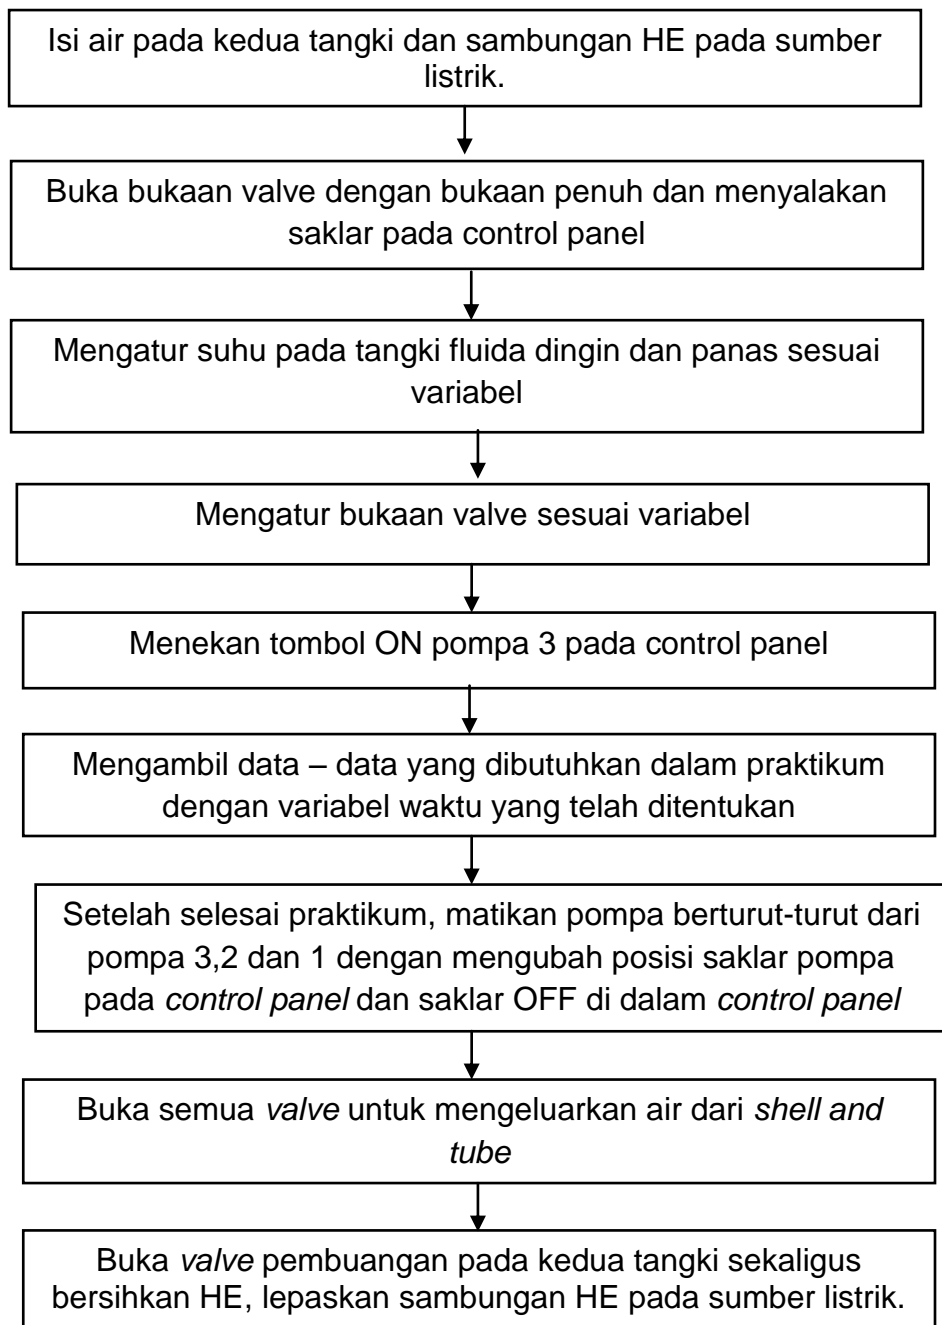 Isi air pada kedua tangki dan sambungan HE pada sumber
listrik.
Buka bukaan valve dengan bukaan penuh dan menyalakan
saklar pada control panel
Mengatur suhu pada tangki fluida dingin dan panas sesuai
variabel
Mengatur bukaan valve sesuai variabel
Menekan tombol ON pompa 3 pada control panel
Mengambil data – data yang dibutuhkan dalam praktikum
dengan variabel waktu yang telah ditentukan
Setelah selesai praktikum, matikan pompa berturut-turut dari
pompa 3,2 dan 1 dengan mengubah posisi saklar pompa
pada control panel dan saklar OFF di dalam control panel
Buka semua valve untuk mengeluarkan air dari shell and
tube
Buka valve pembuangan pada kedua tangki sekaligus
bersihkan HE, lepaskan sambungan HE pada sumber listrik.